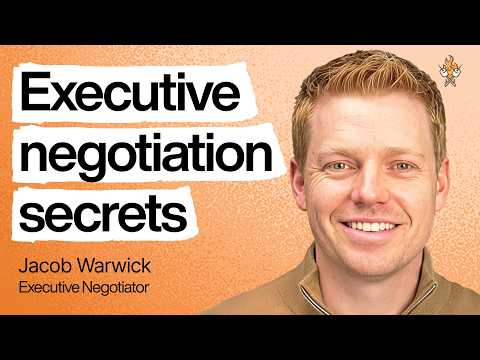 Executive
negotiation
secrets
Jacob Warwick
Executive Negotiator